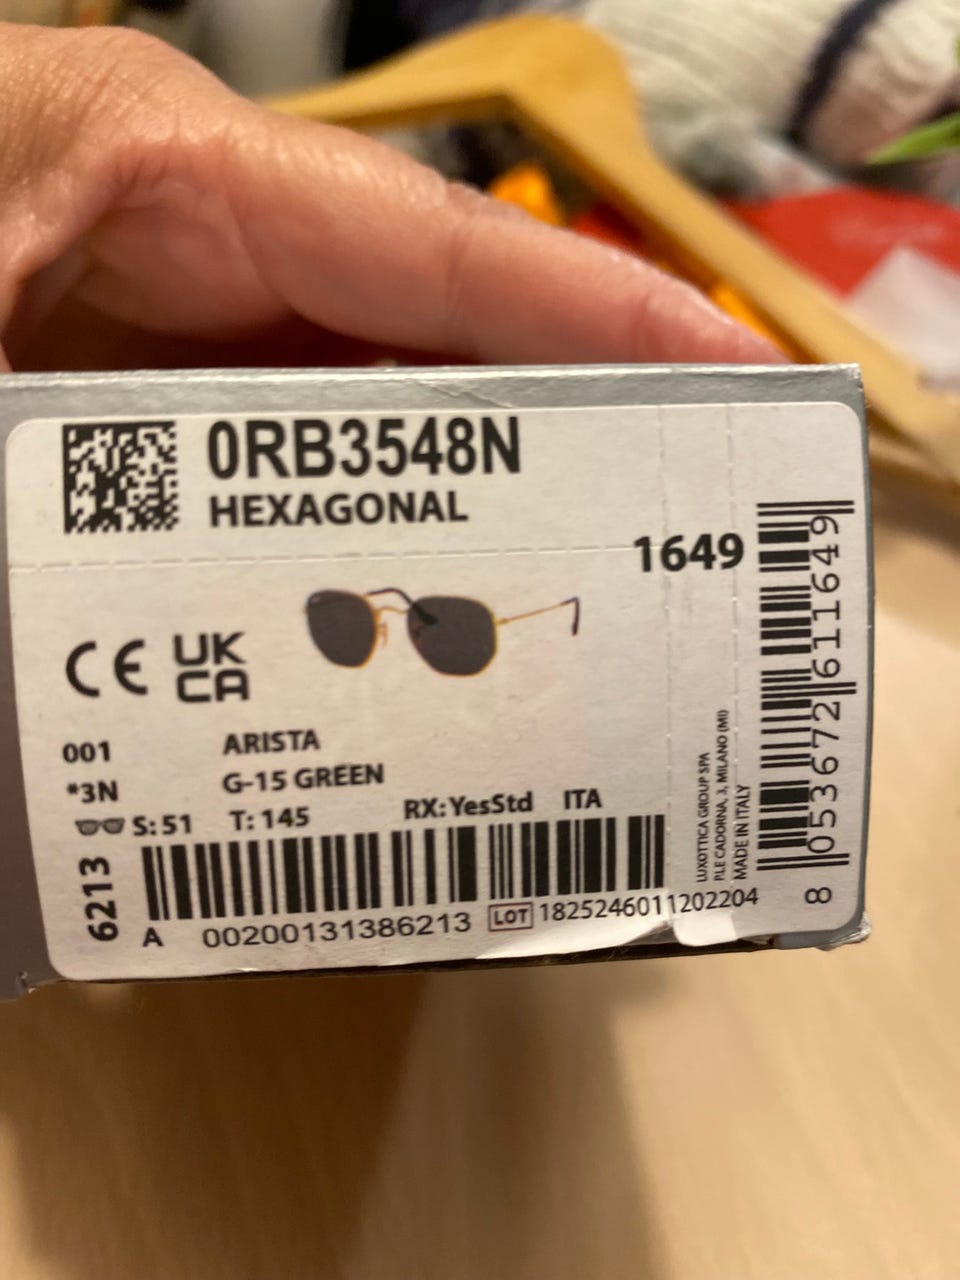 0RB3548N
HEXAGONAL
1649
CE UK
CA
001 ARISTA
*3N G-15 GREEN
S: 51 T: 145 RX: YesStd ITA
6213
A 00200131386213 LOT 1825246011202204
LUXOTTICA GROUP SPA
P.LE CADORNA, 3, MILANO (MI)
MADE IN ITALY
8 053672 611649